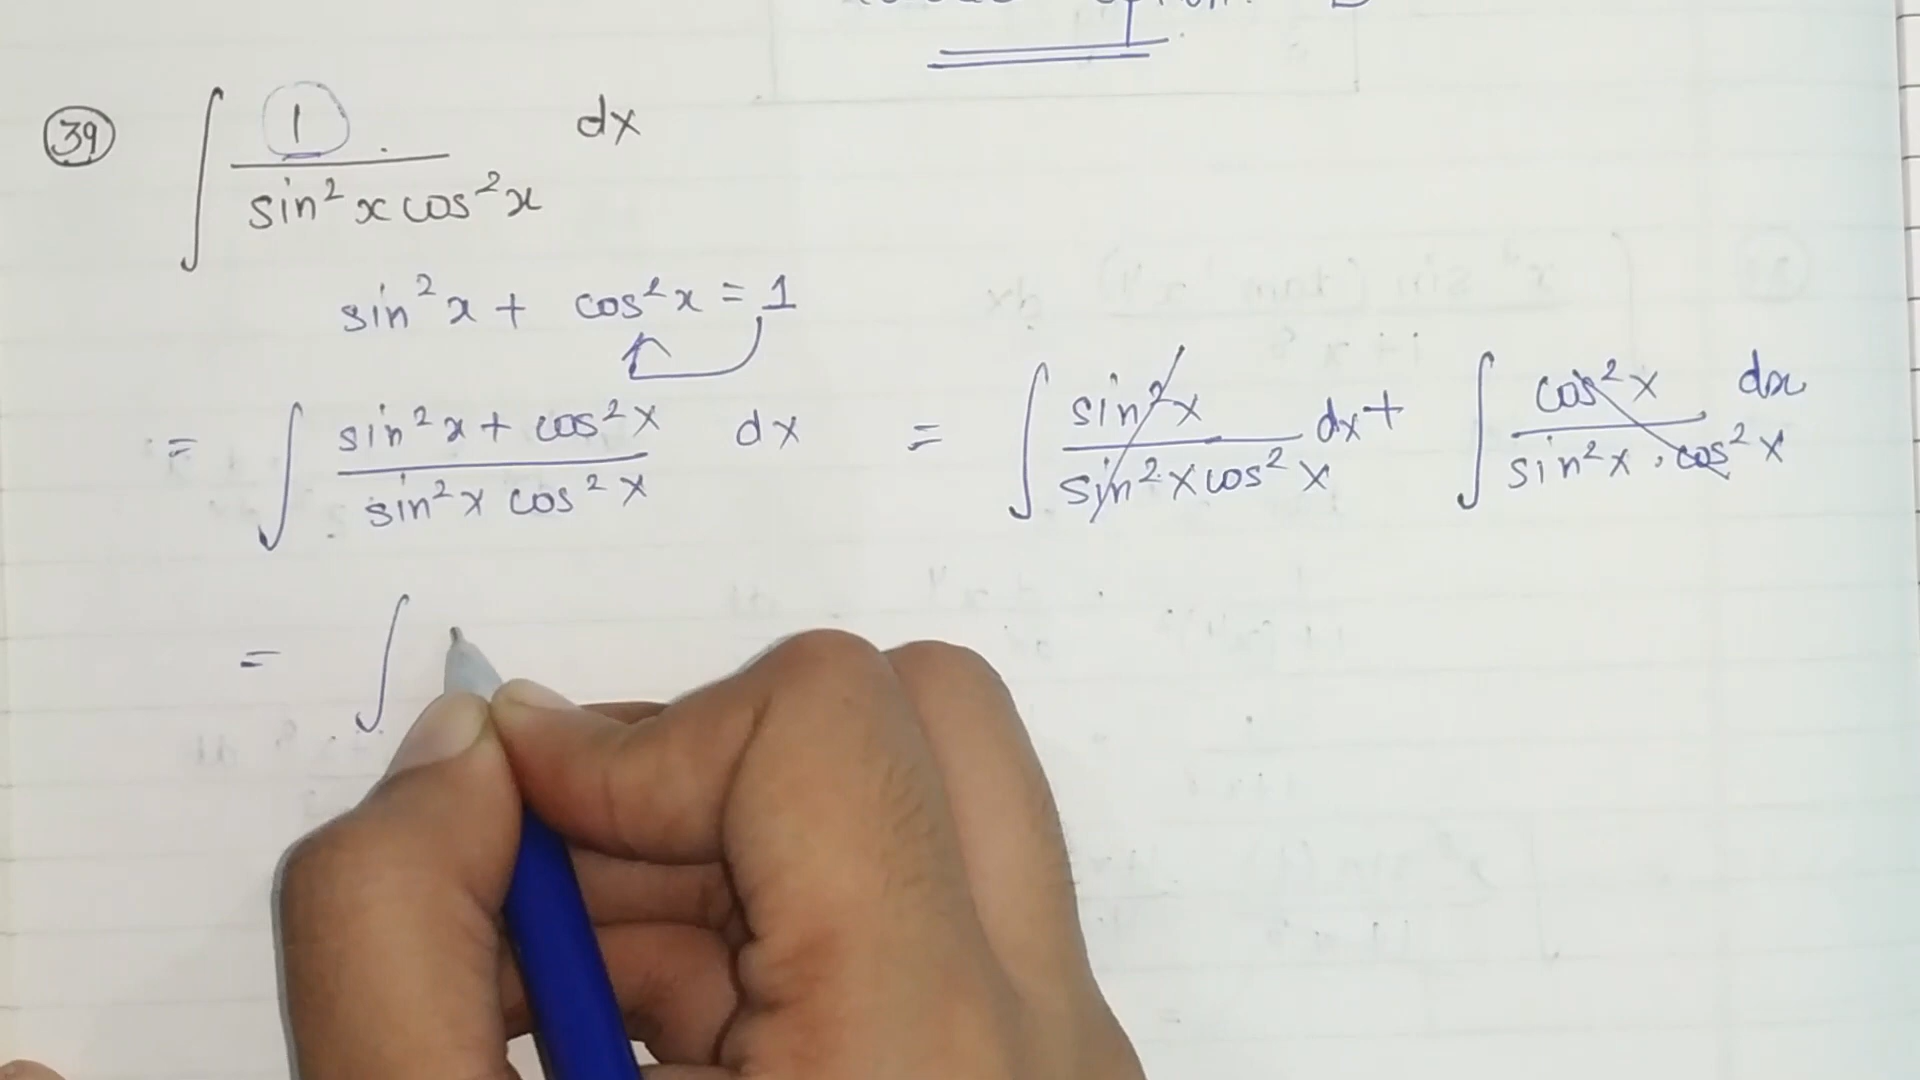 39 ∫ 1 / sin²x cos²x dx
sin²x + cos²x = 1
= ∫ sin²x + cos²x / sin²x cos²x dx = ∫ sin²x / sin²x cos²x dx + ∫ cos²x / sin²x . cos²x dx
= ∫